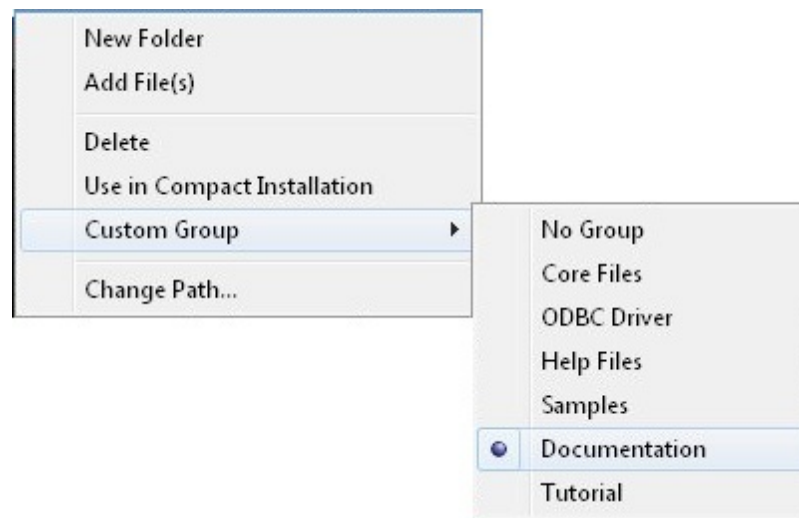 New Folder
Add File(s)
Delete
Use in Compact Installation
Custom Group
Change Path...
No Group
Core Files
ODBC Driver
Help Files
Samples
Documentation
Tutorial